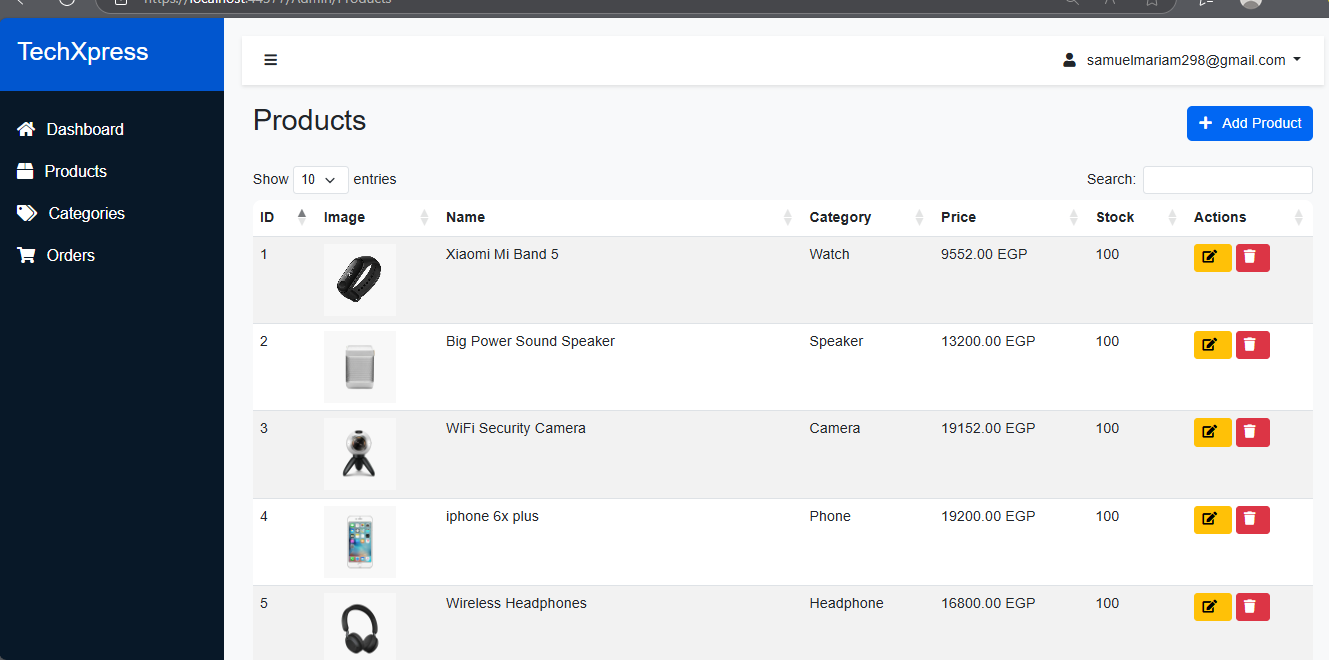 https://localhost:44377/Admin/Products
TechXpress
samuelmariam298@gmail.com
Dashboard
Products
Categories
Orders
Products
Add Product
Show 10 entries
Search:
ID Image Name Category Price Stock Actions
1 Xiaomi Mi Band 5 Watch 9552.00 EGP 100
2 Big Power Sound Speaker Speaker 13200.00 EGP 100
3 WiFi Security Camera Camera 19152.00 EGP 100
4 iphone 6x plus Phone 19200.00 EGP 100
5 Wireless Headphones Headphone 16800.00 EGP 100